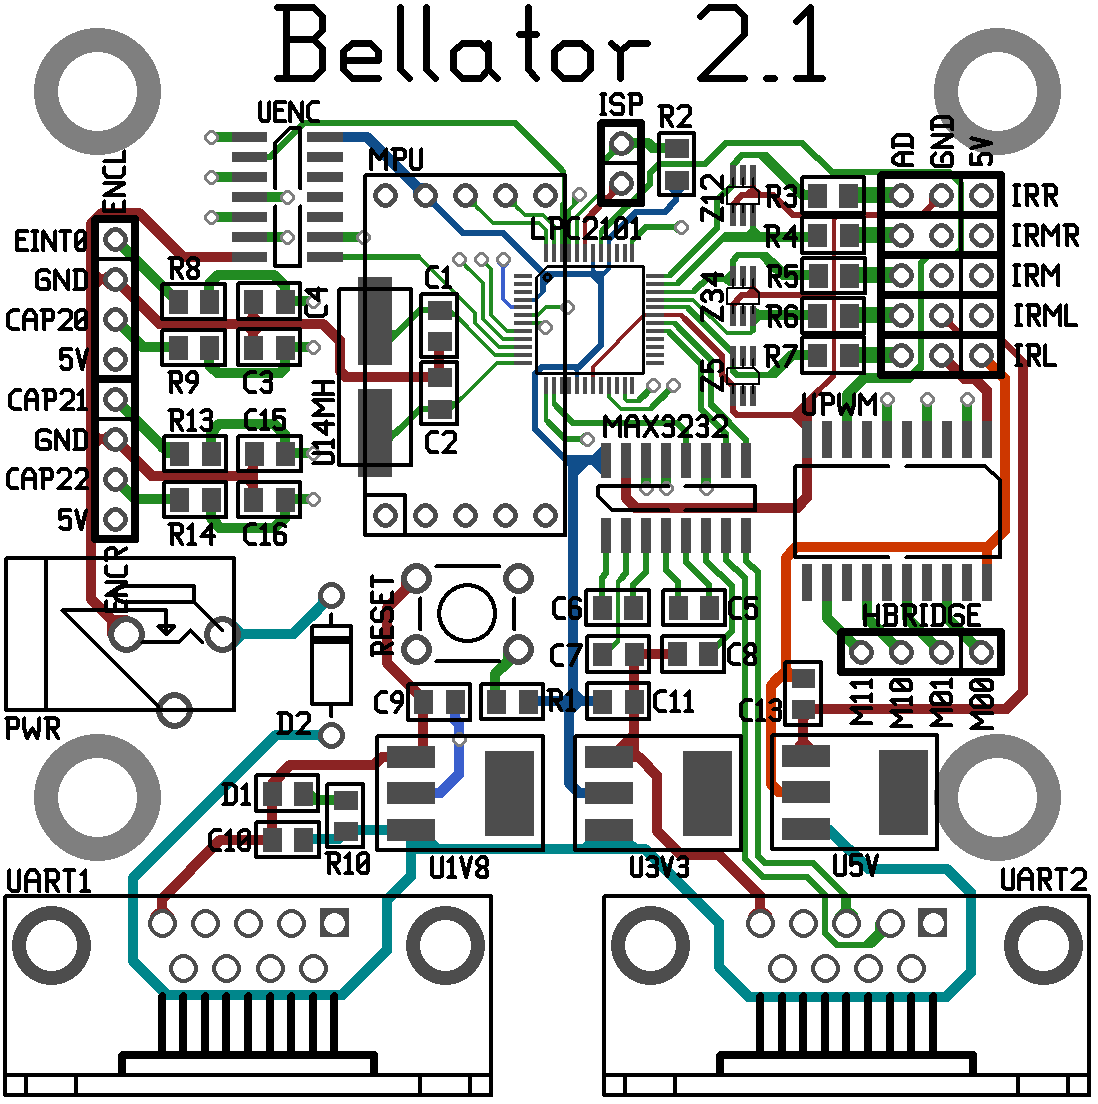 Bellator 2.1
ISP
UENC
R2
AD
GND
5V
MPU
ENCL
Z12
R3
IRR
LPC2101
EINT0
R4
IRMR
GND
R8
C1
C4
Z34
R5
IRM
CAP20
R6
IRML
5V
R9
C3
Z5
R7
IRL
CAP21
R13
C15
U14MH
C2
MAX3232
UPWM
GND
CAP22
5V
R14
C16
ENCR
RESET
C6
C5
HBRIDGE
C7
C8
PWR
D2
C9
R1
C11
C13
M11
M10
M01
M00
D1
C10
R10
U1V8
U3V3
U5V
UART1
UART2